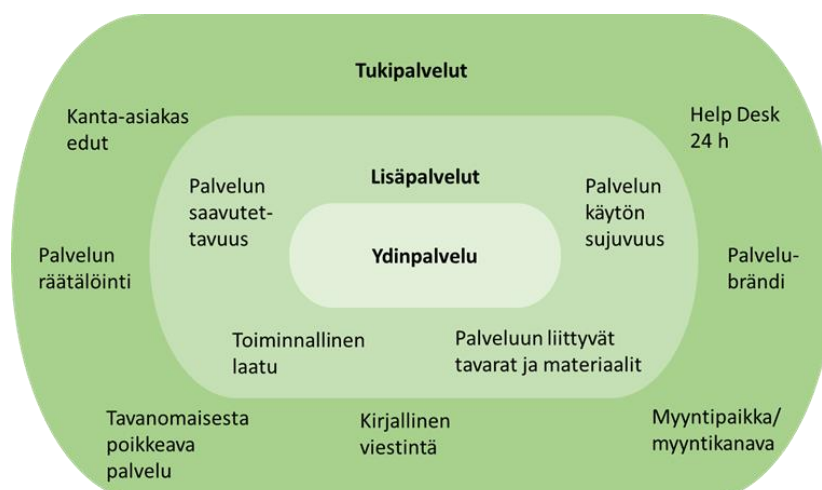 Tukipalvelut
Kanta-asiakas
edut
Help Desk
24 h
Lisäpalvelut
Palvelun
saavutet-
tavuus
Palvelun
käytön
sujuvuus
Ydinpalvelu
Palvelun
räätälöinti
Palvelu-
brändi
Toiminnallinen
laatu
Palveluun liittyvät
tavarat ja materiaalit
Tavanomaisesta
poikkeava
palvelu
Kirjallinen
viestintä
Myyntipaikka/
myyntikanava